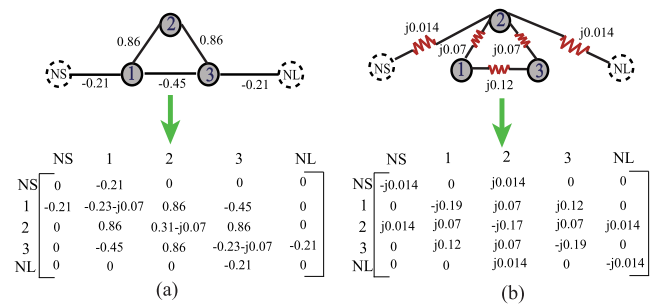 2
0.86 0.86
NS 1 3 NL
-0.21 -0.45 -0.21
NS 1 2 3 NL
NS 0 -0.21 0 0 0
1 -0.21 -0.23-j0.07 0.86 -0.45 0
2 0 0.86 0.31-j0.07 0.86 0
3 0 -0.45 0.86 -0.23-j0.07 -0.21
NL 0 0 0 -0.21 0
(a)
2
j0.014 j0.014
j0.07 j0.07
NS 1 3 NL
j0.12
NS 1 2 3 NL
NS -j0.014 0 j0.014 0 0
1 0 -j0.19 j0.07 j0.12 0
2 j0.014 j0.07 -j0.17 j0.07 j0.014
3 0 j0.12 j0.07 -j0.19 0
NL 0 0 j0.014 0 -j0.014
(b)